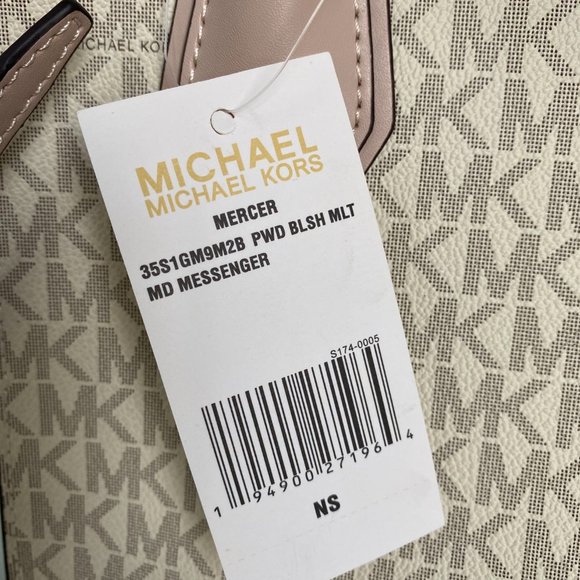 MICHAEL KORS
MICHAEL
MICHAEL KORS
MERCER
35S1GM9M2B PWD BLSH MLT
MD MESSENGER
S174-0005
1 94900 27196 4
NS